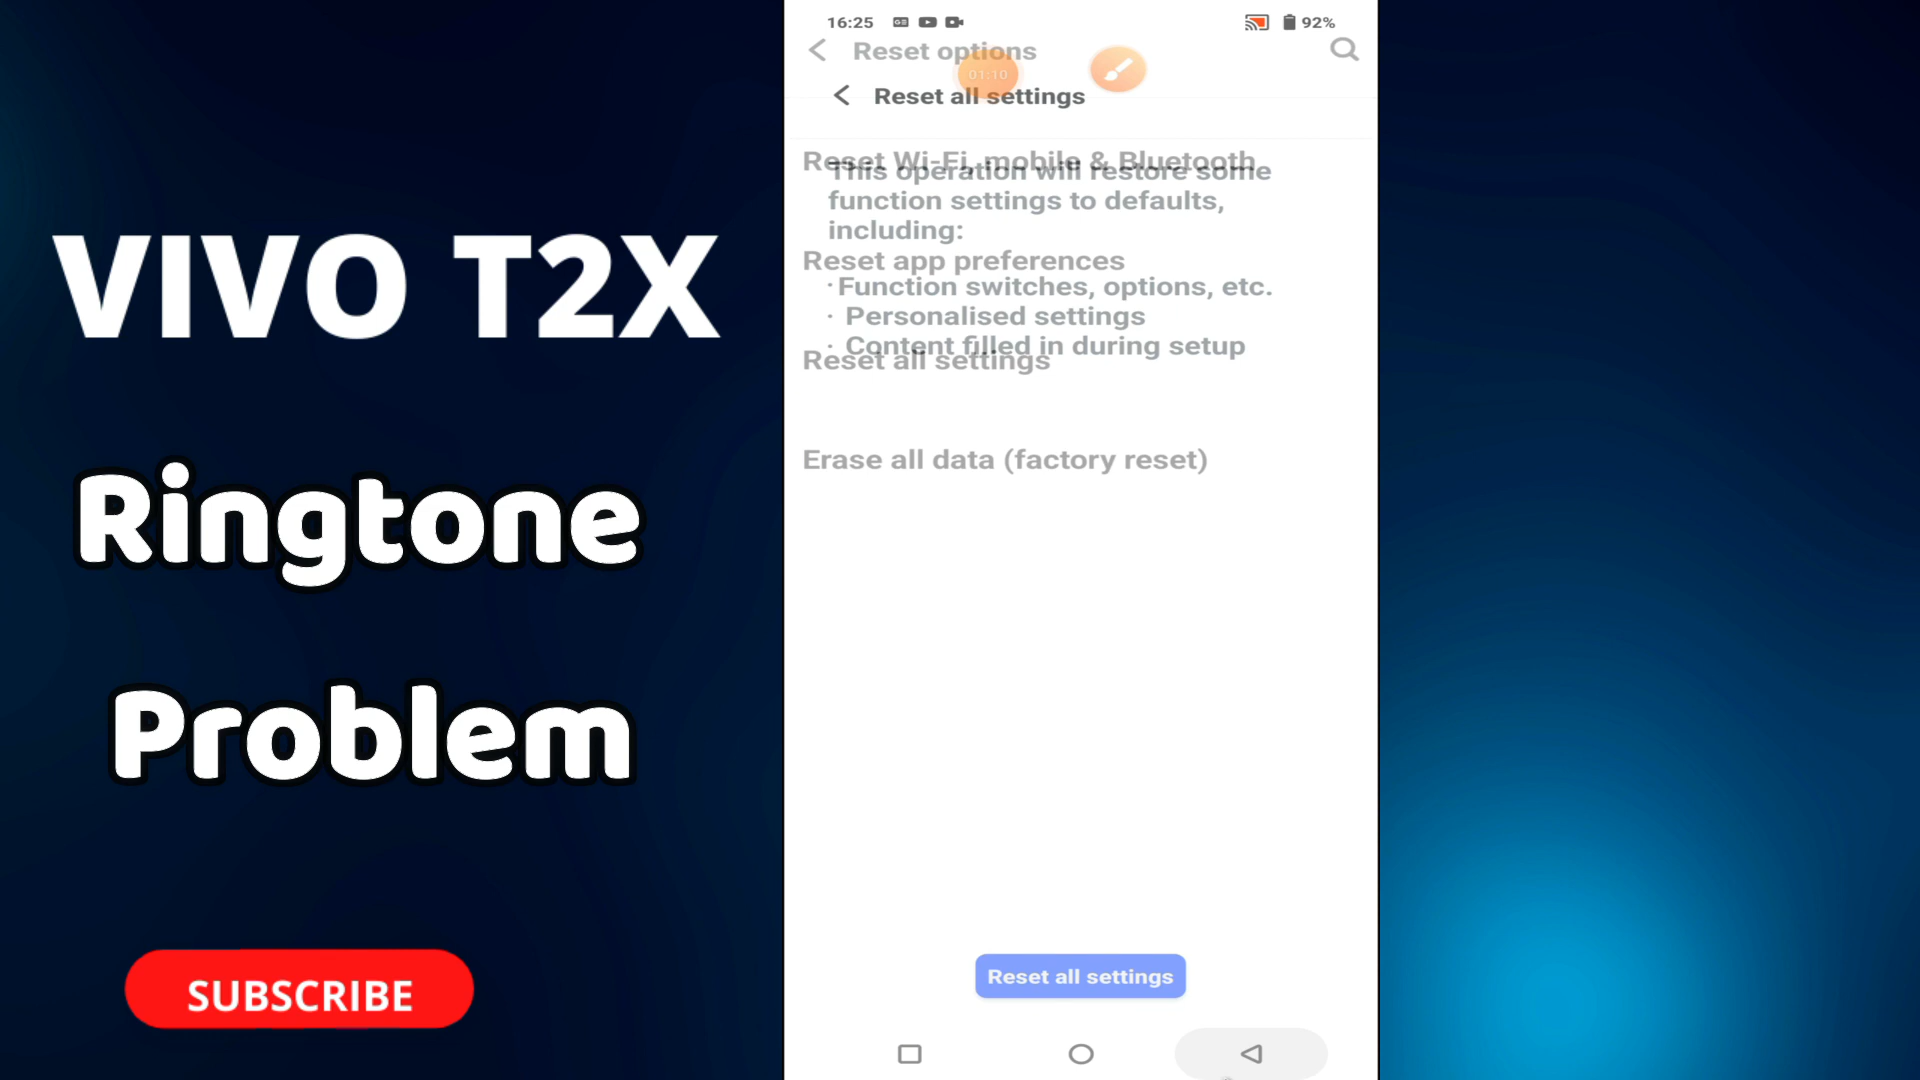 VIVO T2X
Ringtone
Problem
SUBSCRIBE
16:25
92%
Reset options
01:10
Reset all settings
Reset Wi-Fi, mobile & Bluetooth
This operation will restore some
function settings to defaults,
including:
Reset app preferences
· Function switches, options, etc.
· Personalised settings
· Content filled in during setup
Reset all settings
Erase all data (factory reset)
Reset all settings